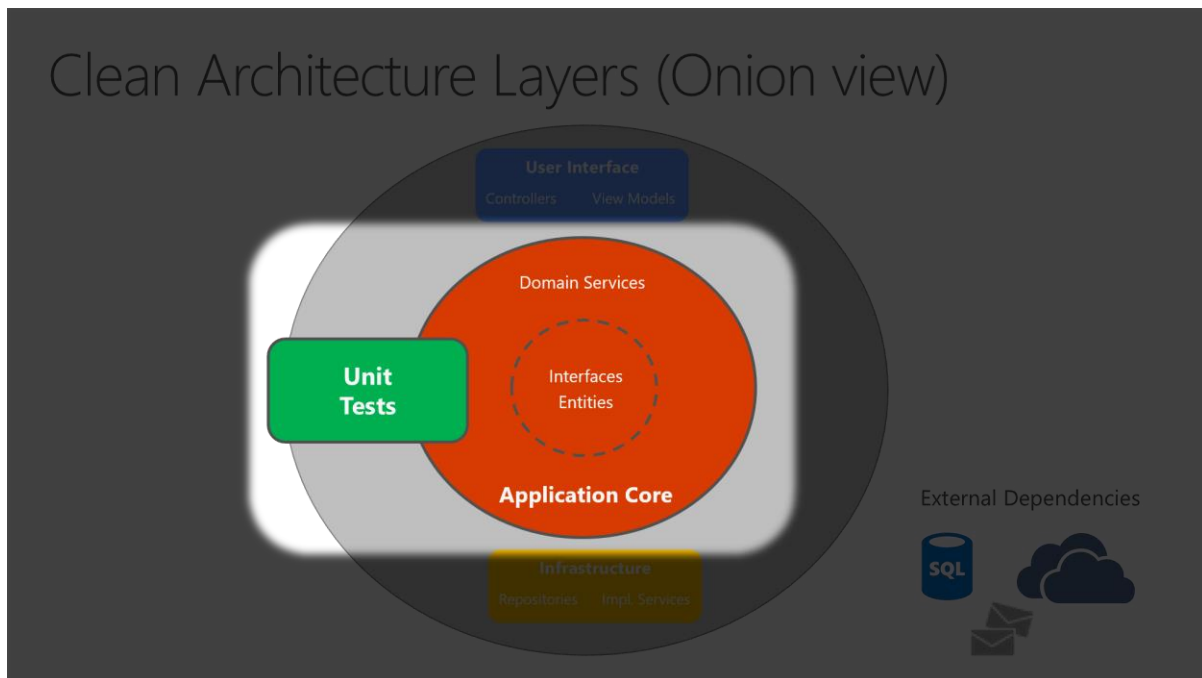 Clean Architecture Layers (Onion view)
User Interface
Controllers View Models
Domain Services
Unit
Tests
Interfaces
Entities
Application Core
External Dependencies
SQL
Infrastructure
Repositories Impl. Services